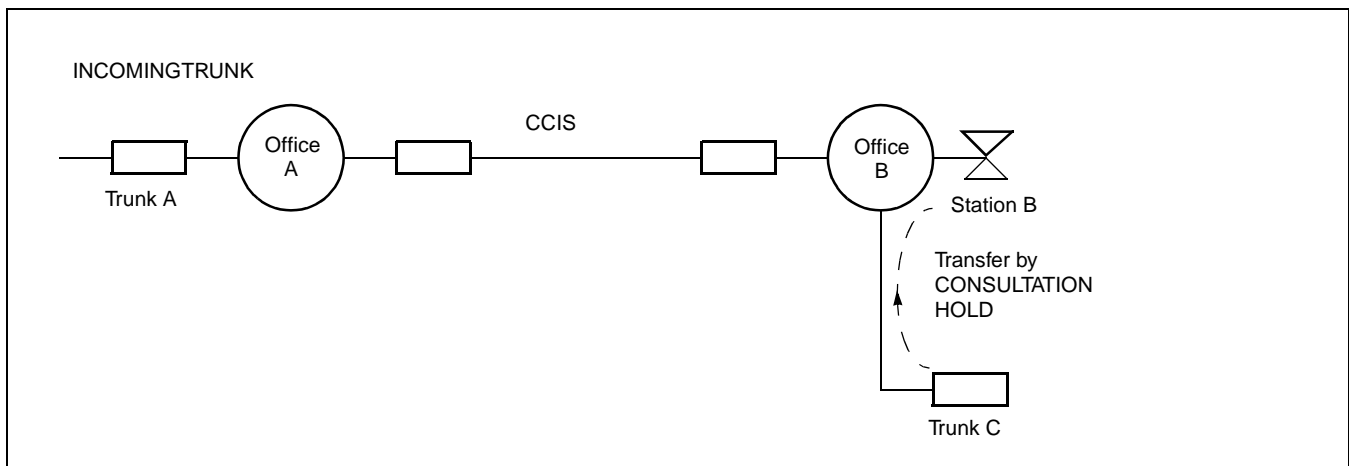 INCOMINGTRUNK
CCIS
Office
A
Office
B
Trunk A
Station B
Transfer by
CONSULTATION
HOLD
Trunk C